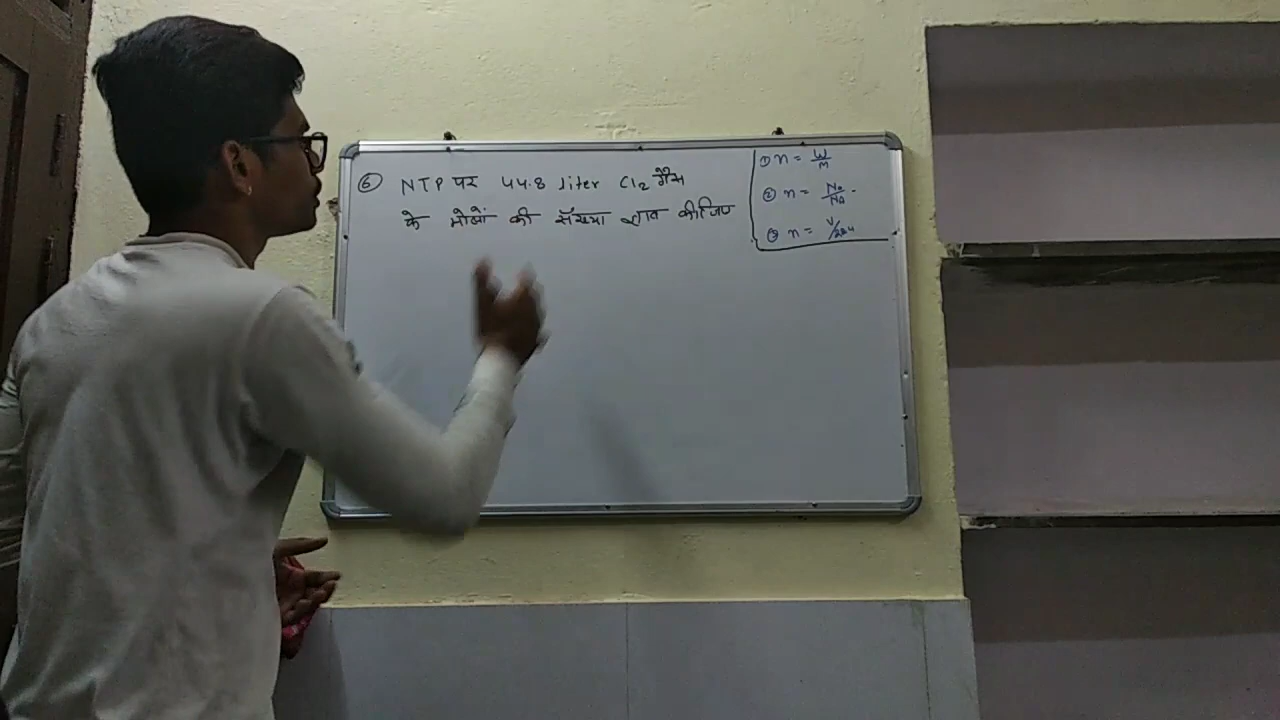 ⑥ NTP पर 44.8 liter Cl₂ गैस
के मोलों की सँख्या ज्ञात कीजिए
① n = W/M
② n = No/NA
③ n = V/22.4